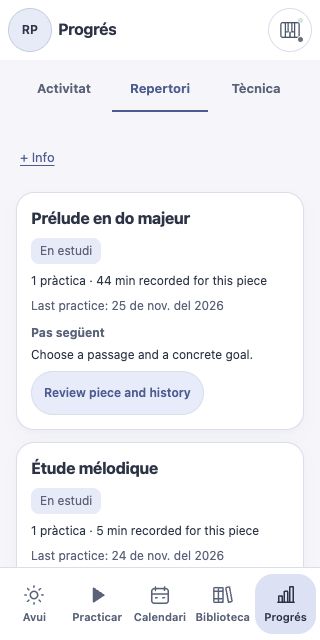 RP
Progrés
Activitat
Repertori
Tècnica
+ Info
Prélude en do majeur
En estudi
1 pràctica · 44 min recorded for this piece
Last practice: 25 de nov. del 2026
Pas següent
Choose a passage and a concrete goal.
Review piece and history
Étude mélodique
En estudi
1 pràctica · 5 min recorded for this piece
Last practice: 24 de nov. del 2026
Avui
Practicar
Calendari
Biblioteca
Progrés